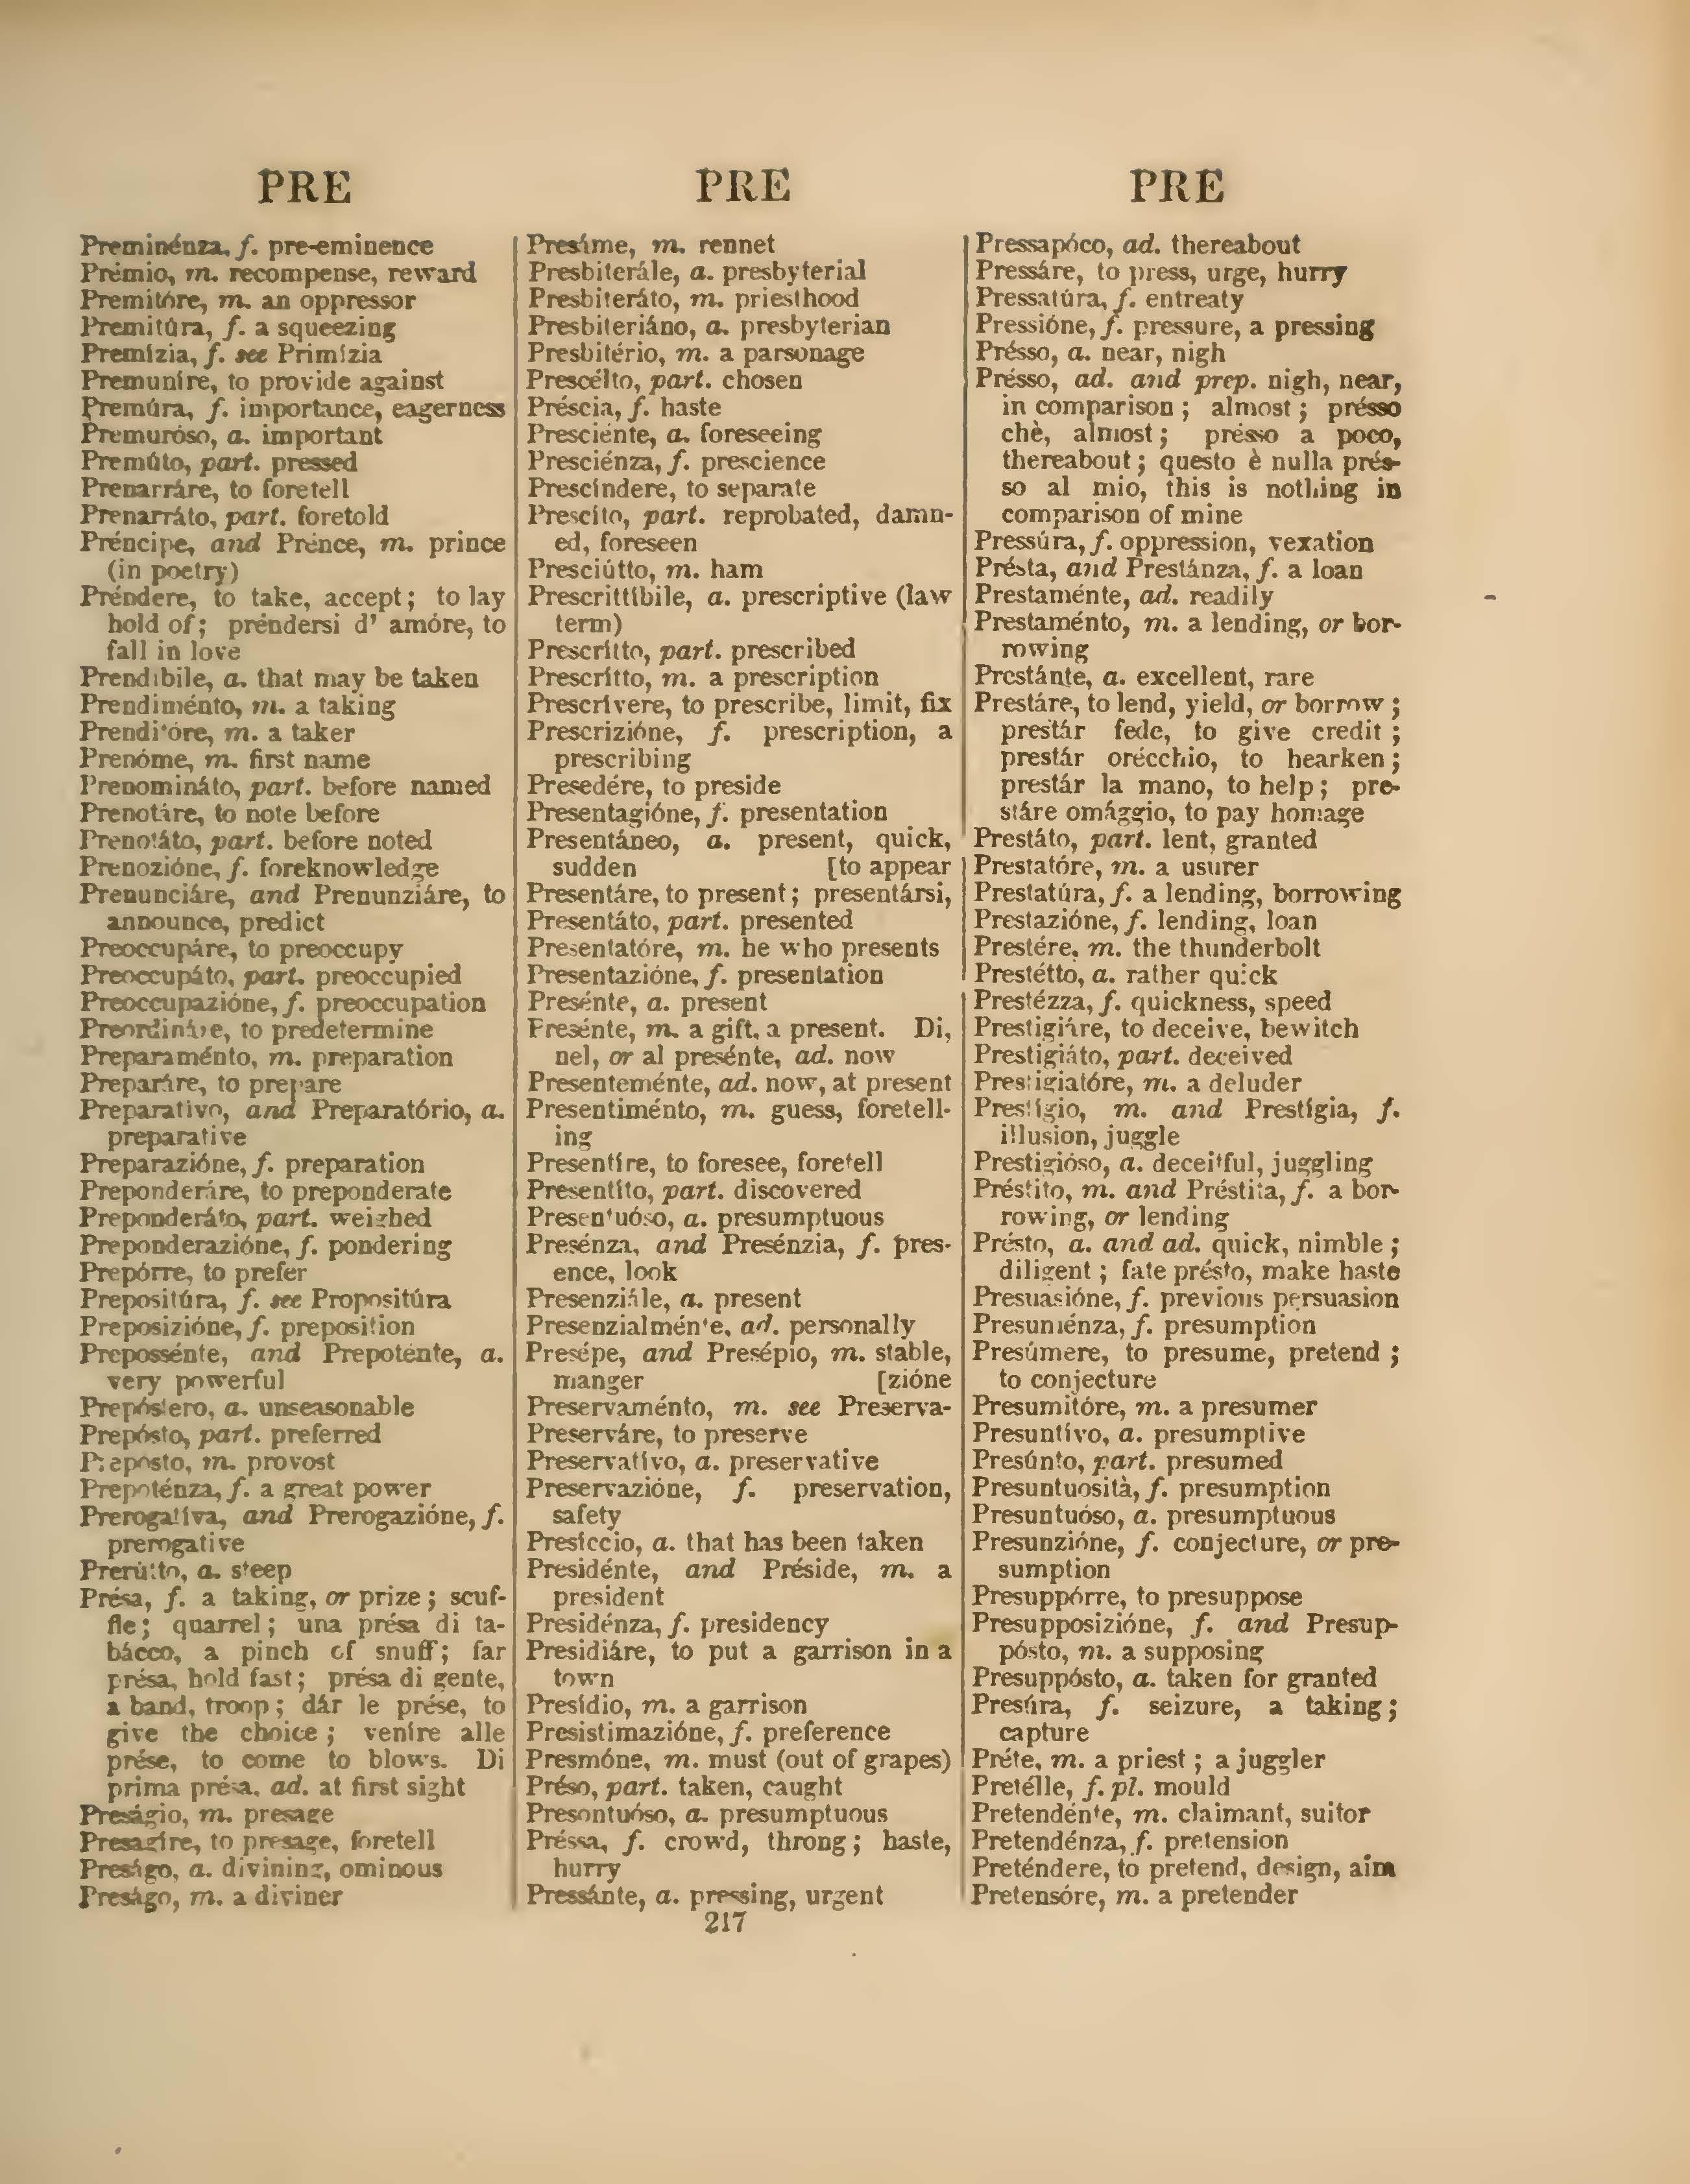 PRE
Preminénza, f. pre-eminence
Prémio, m. recompense, reward
Premitóre, m. an oppressor
Premitúra, f. a squeezing
Premízia, f. see Primízia
Premuníre, to provide against
Premúra, f. importance, eagerness
Premuróso, a. important
Premúto, part. pressed
Prenarráre, to foretell
Prenarráto, part. foretold
Préncipe, and Prénce, m. prince
(in poetry)
Préndere, to take, accept; to lay
hold of; préndersi d' amóre, to
fall in love
Prendíbile, a. that may be taken
Prendiménto, m. a taking
Prenditóre, m. a taker
Prenóme, m. first name
Prenomináto, part. before named
Prenotáre, to note before
Prenotáto, part. before noted
Prenozióne, f. foreknowledge
Prenunciáre, and Prenunziáre, to
announce, predict
Preoccupáre, to preoccupy
Preoccupáto, part. preoccupied
Preoccupazióne, f. preoccupation
Preordináre, to predetermine
Preparaménto, m. preparation
Preparáre, to prepare
Preparatívo, and Preparatório, a.
preparative
Preparazióne, f. preparation
Preponderáre, to preponderate
Preponderáto, part. weighed
Preponderazióne, f. pondering
Prepórre, to prefer
Prepositúra, f. see Propositúra
Preposizióne, f. preposition
Prepossénte, and Prepoténte, a.
very powerful
Prepóstero, a. unseasonable
Prepósto, part. preferred
Prepósto, m. provost
Prepoténza, f. a great power
Prerogatíva, and Prerogazióne, f.
prerogative
Prerútto, a. steep
Présa, f. a taking, or prize; scuf-
fle; quarrel; una présa di ta-
bácco, a pinch of snuff; far
présa, hold fast; présa di gente,
a band, troop; dár le prése, to
give the choice; veníre alle
prése, to come to blows. Di
prima présa, ad. at first sight
Preságio, m. presage
Presagíre, to presage, foretell
Preságo, a. divining, ominous
Preságo, m. a diviner
PRE
Presáme, m. rennet
Presbiterále, a. presbyterial
Presbiteráto, m. priesthood
Presbiteriáno, a. presbyterian
Presbitério, m. a parsonage
Prescélto, part. chosen
Préscia, f. haste
Presciénte, a. foreseeing
Presciénza, f. prescience
Prescíndere, to separate
Prescíto, part. reprobated, damn-
ed, foreseen
Presciútto, m. ham
Prescrittíbile, a. prescriptive (law
term)
Prescrítto, part. prescribed
Prescrítto, m. a prescription
Prescrívere, to prescribe, limit, fix
Prescrizióne, f. prescription, a
prescribing
Presedére, to preside
Presentagióne, f. presentation
Presentáneo, a. present, quick,
sudden [to appear
Presentáre, to present; presentársi,
Presentáto, part. presented
Presentatóre, m. he who presents
Presentazióne, f. presentation
Presénte, a. present
Presénte, m. a gift, a present. Di,
nel, or al presénte, ad. now
Presenteménte, ad. now, at present
Presentiménto, m. guess, foretell-
ing
Presentíre, to foresee, foretell
Presentíto, part. discovered
Presentuóso, a. presumptuous
Presénza, and Presénzia, f. pres-
ence, look
Presenziále, a. present
Presenzialménte, ad. personally
Presépe, and Presépio, m. stable,
manger [zióne
Preservaménto, m. see Preserva-
Preserváre, to preserve
Preservatívo, a. preservative
Preservazióne, f. preservation,
safety
Presíccio, a. that has been taken
Presidénte, and Préside, m. a
president
Presidénza, f. presidency
Presidiáre, to put a garrison in a
town
Presídio, m. a garrison
Presistimazióne, f. preference
Presmóne, m. must (out of grapes)
Préso, part. taken, caught
Presontuóso, a. presumptuous
Préssa, f. crowd, throng; haste,
hurry
Pressánte, a. pressing, urgent
PRE
Pressapóco, ad. thereabout
Pressáre, to press, urge, hurry
Pressatúra, f. entreaty
Pressióne, f. pressure, a pressing
Présso, a. near, nigh
Présso, ad. and prep. nigh, near,
in comparison; almost; présso
chè, almost; présso a poco,
thereabout; questo è nulla prés-
so al mio, this is nothing in
comparison of mine
Pressúra, f. oppression, vexation
Présta, and Prestánza, f. a loan
Prestaménte, ad. readily
Prestaménto, m. a lending, or bor-
rowing
Prestánte, a. excellent, rare
Prestáre, to lend, yield, or borrow;
prestár fede, to give credit;
prestár orécchio, to hearken;
prestár la mano, to help; pre-
stáre omággio, to pay homage
Prestáto, part. lent, granted
Prestatóre, m. a usurer
Prestatúra, f. a lending, borrowing
Prestazióne, f. lending, loan
Prestére, m. the thunderbolt
Prestétto, a. rather quick
Prestézza, f. quickness, speed
Prestigiáre, to deceive, bewitch
Prestigiáto, part. deceived
Prestigiatóre, m. a deluder
Prestígio, m. and Prestígia, f.
illusion, juggle
Prestigióso, a. deceitful, juggling
Préstito, m. and Préstita, f. a bor-
rowing, or lending
Présto, a. and ad. quick, nimble;
diligent; fate présto, make haste
Presuasióne, f. previous persuasion
Presuniénza, f. presumption
Presúmere, to presume, pretend;
to conjecture
Presumitóre, m. a presumer
Presuntívo, a. presumptive
Presúnto, part. presumed
Presuntuosità, f. presumption
Presuntuóso, a. presumptuous
Presunzióne, f. conjecture, or pre-
sumption
Presuppórre, to presuppose
Presupposizióne, f. and Presup-
pósto, m. a supposing
Presuppósto, a. taken for granted
Presúra, f. seizure, a taking;
capture
Préte, m. a priest; a juggler
Pretélle, f. pl. mould
Pretendénte, m. claimant, suitor
Pretendénza, f. pretension
Preténdere, to pretend, design, aim
Pretensóre, m. a pretender
217